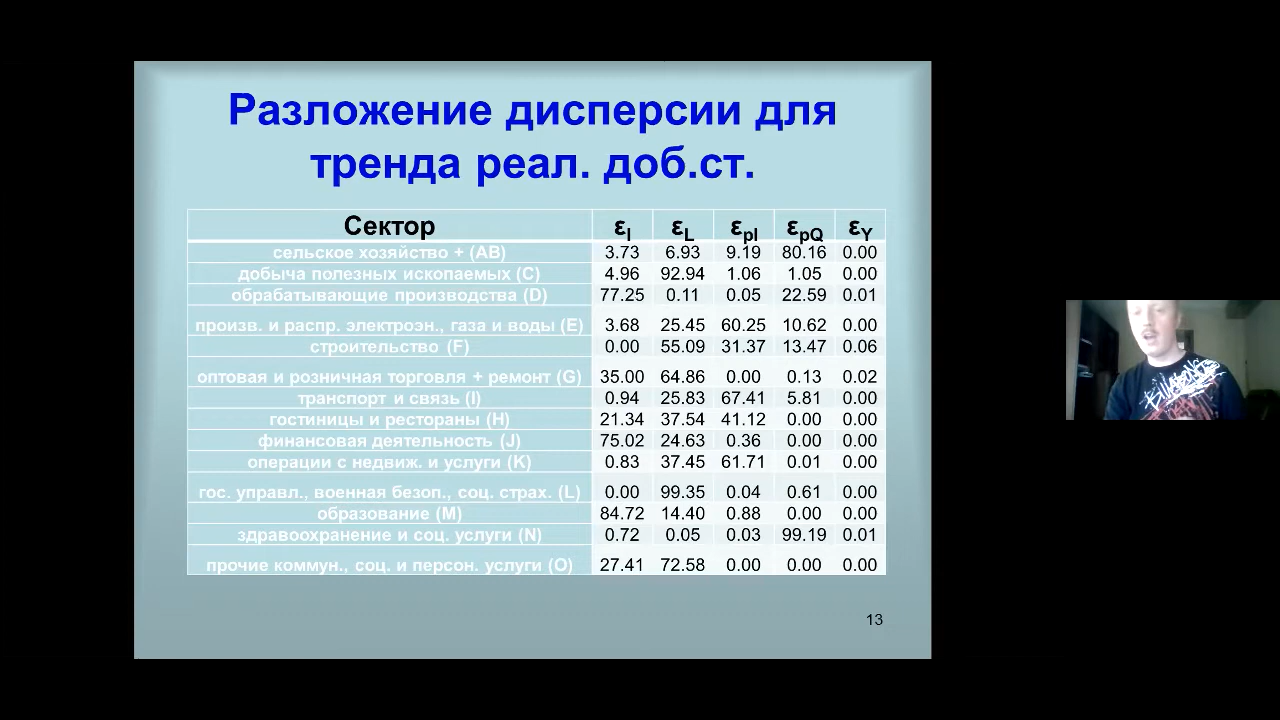 Разложение дисперсии для
тренда реал. доб.ст.
Сектор εI εL εpI εpQ εY
сельское хозяйство + (AB) 3.73 6.93 9.19 80.16 0.00
добыча полезных ископаемых (C) 4.96 92.94 1.06 1.05 0.00
обрабатывающие производства (D) 77.25 0.11 0.05 22.59 0.01
произв. и распр. электроэн., газа и воды (E) 3.68 25.45 60.25 10.62 0.00
строительство (F) 0.00 55.09 31.37 13.47 0.06
оптовая и розничная торговля + ремонт (G) 35.00 64.86 0.00 0.13 0.02
транспорт и связь (I) 0.94 25.83 67.41 5.81 0.00
гостиницы и рестораны (H) 21.34 37.54 41.12 0.00 0.00
финансовая деятельность (J) 75.02 24.63 0.36 0.00 0.00
операции с недвиж. и услуги (K) 0.83 37.45 61.71 0.01 0.00
гос. управл., военная безоп., соц. страх. (L) 0.00 99.35 0.04 0.61 0.00
образование (M) 84.72 14.40 0.88 0.00 0.00
здравоохранение и соц. услуги (N) 0.72 0.05 0.03 99.19 0.01
прочие коммун., соц. и персон. услуги (O) 27.41 72.58 0.00 0.00 0.00
13